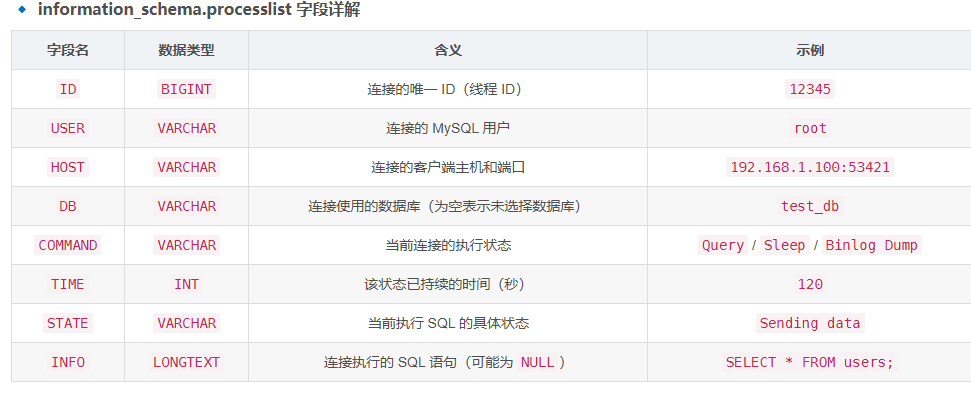 information_schema.processlist 字段详解
字段名 数据类型 含义 示例
ID BIGINT 连接的唯一 ID（线程 ID） 12345
USER VARCHAR 连接的 MySQL 用户 root
HOST VARCHAR 连接的客户端主机和端口 192.168.1.100:53421
DB VARCHAR 连接使用的数据库（为空表示未选择数据库） test_db
COMMAND VARCHAR 当前连接的执行状态 Query / Sleep / Binlog Dump
TIME INT 该状态已持续的时间（秒） 120
STATE VARCHAR 当前执行 SQL 的具体状态 Sending data
INFO LONGTEXT 连接执行的 SQL 语句（可能为 NULL ） SELECT * FROM users;